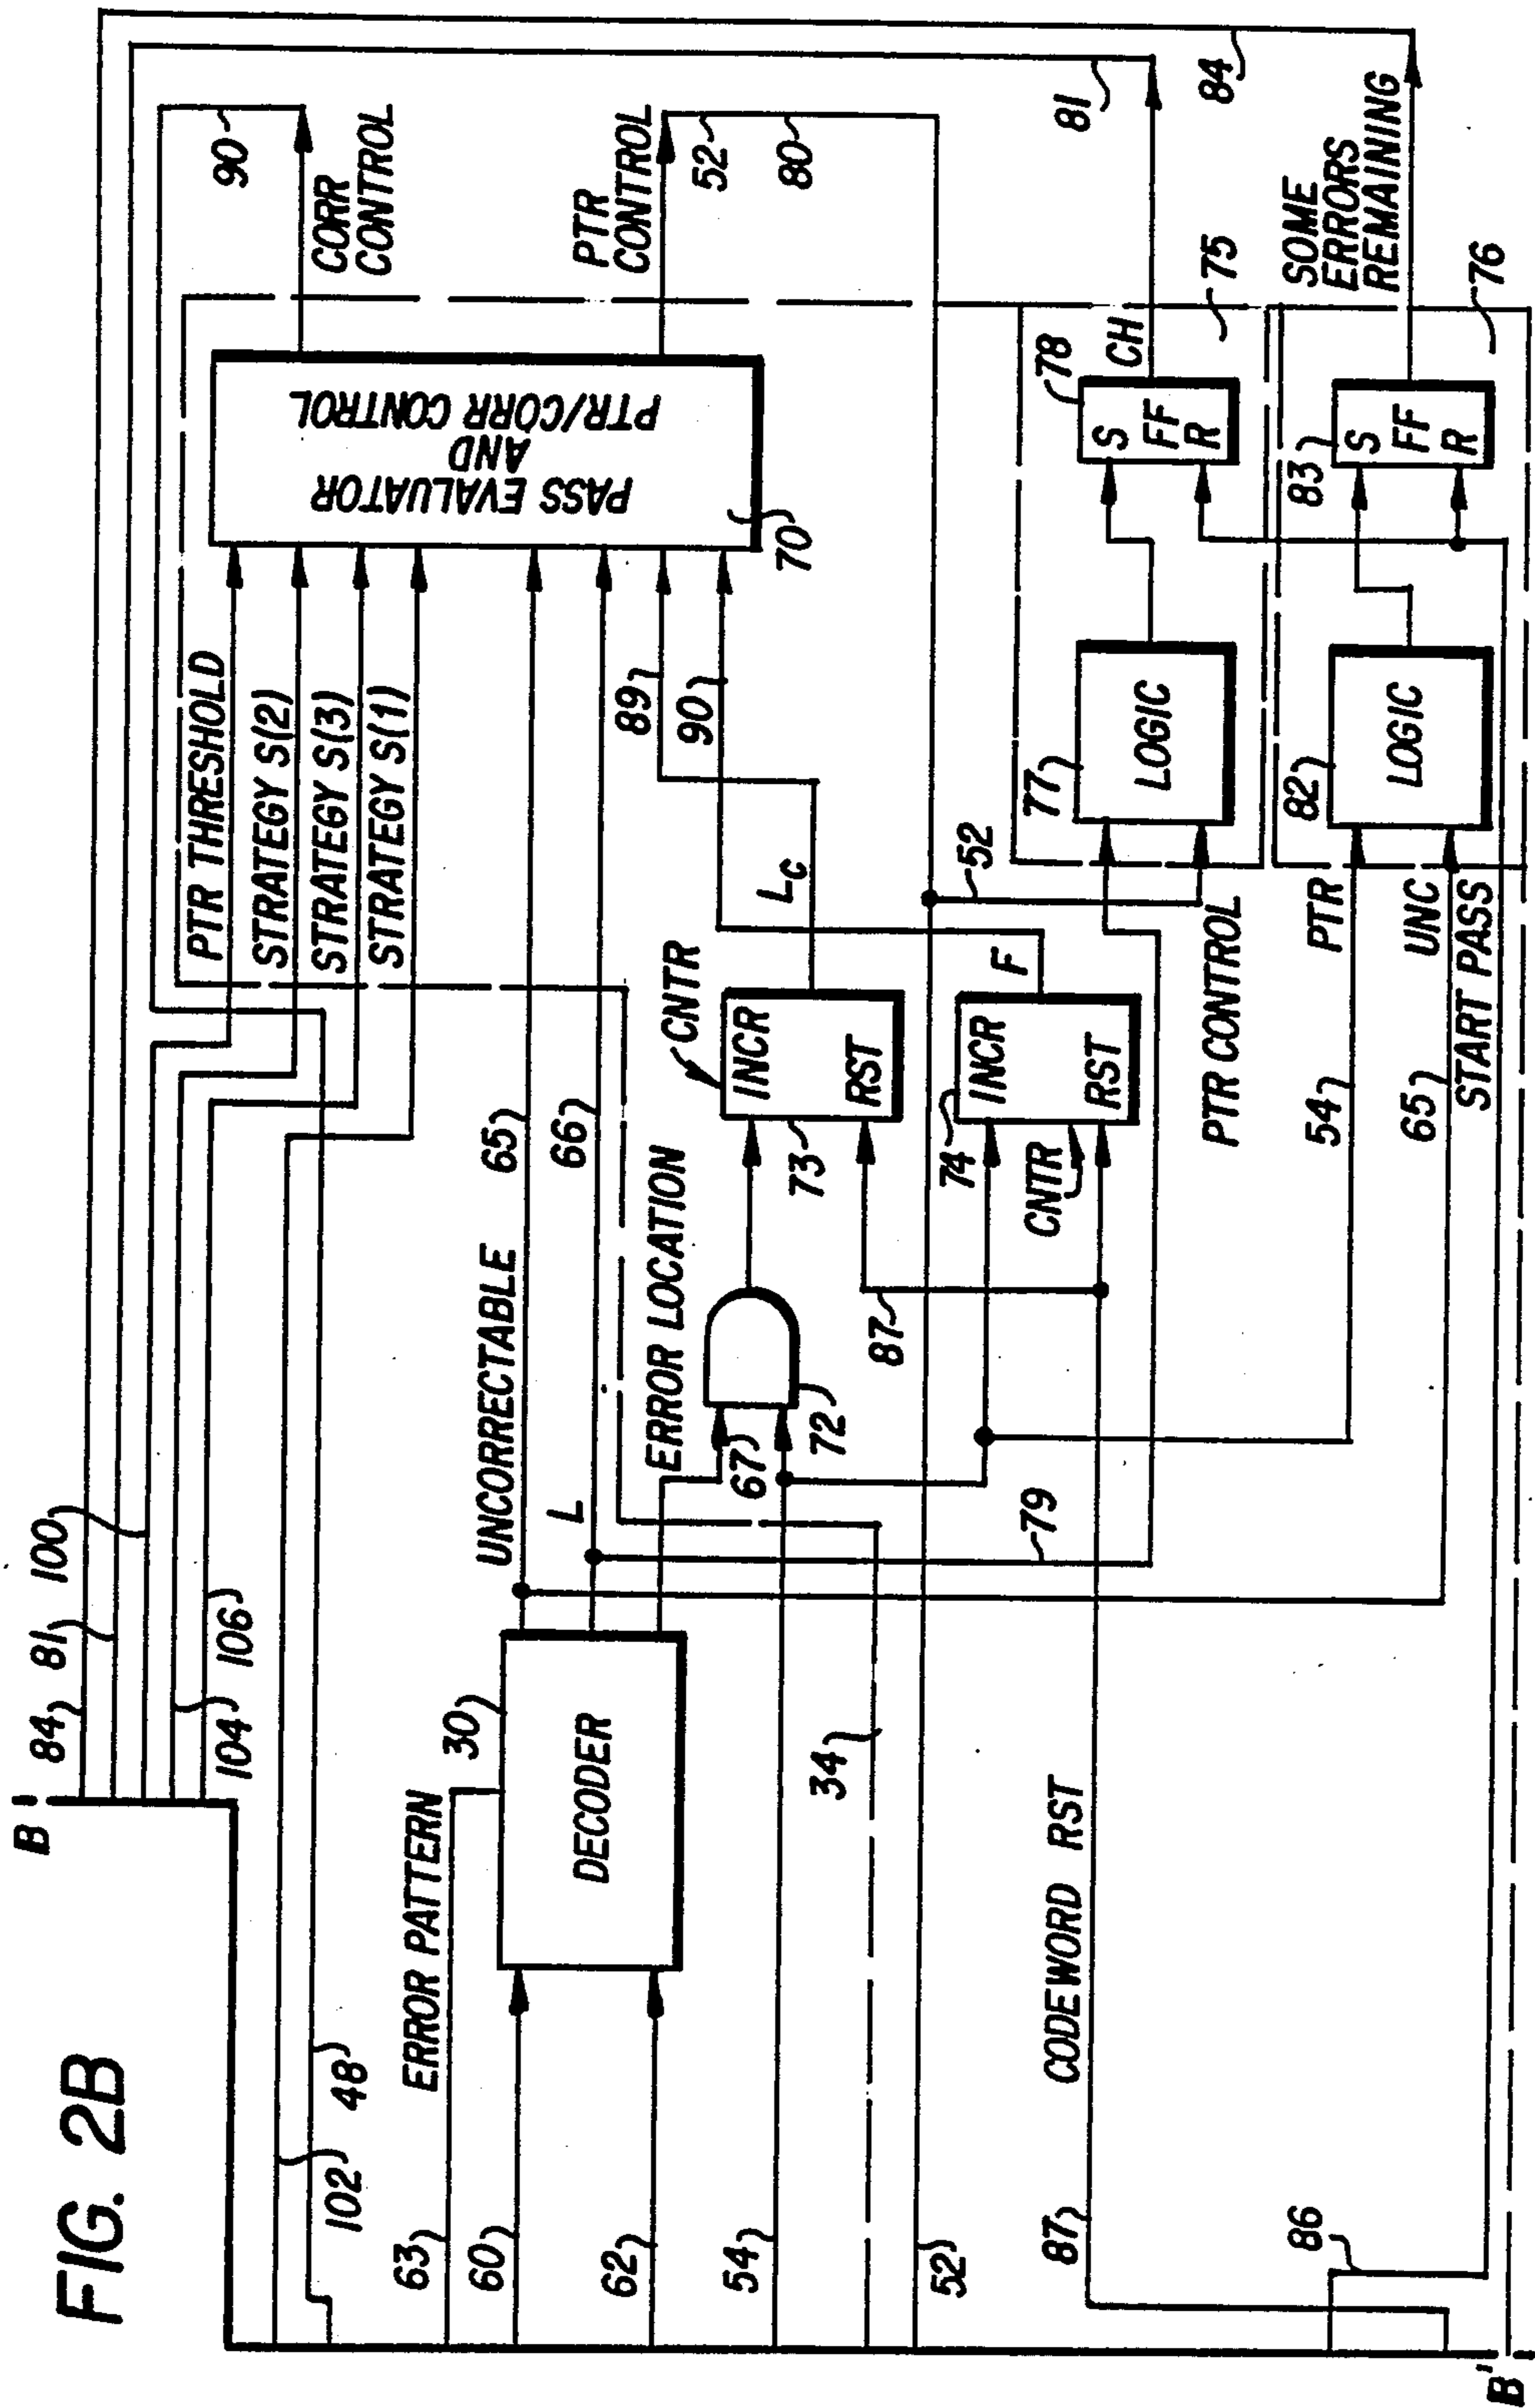 FIG. 2B
B
84
81
100
104
106
102
48
90
CORR
CONTROL
PTR THRESHOLD
STRATEGY S(2)
STRATEGY S(3)
STRATEGY S(1)
PASS EVALUATOR
AND
PTR/CORR CONTROL
70
PTR
CONTROL
52
80
63
ERROR PATTERN
30
60
62
DECODER
UNCORRECTABLE
65
L
66
ERROR LOCATION
67
72
54
34
52
CNTR
INCR
RST
73
LC
89
90
87
74
INCR
RST
CNTR
F
79
52
PTR CONTROL
77
LOGIC
78
S
FF
R
CH
81
75
84
87
CODEWORD RST
54
PTR
65
UNC
START PASS
82
LOGIC
83
S
FF
R
SOME
ERRORS
REMAINING
76
86
B'